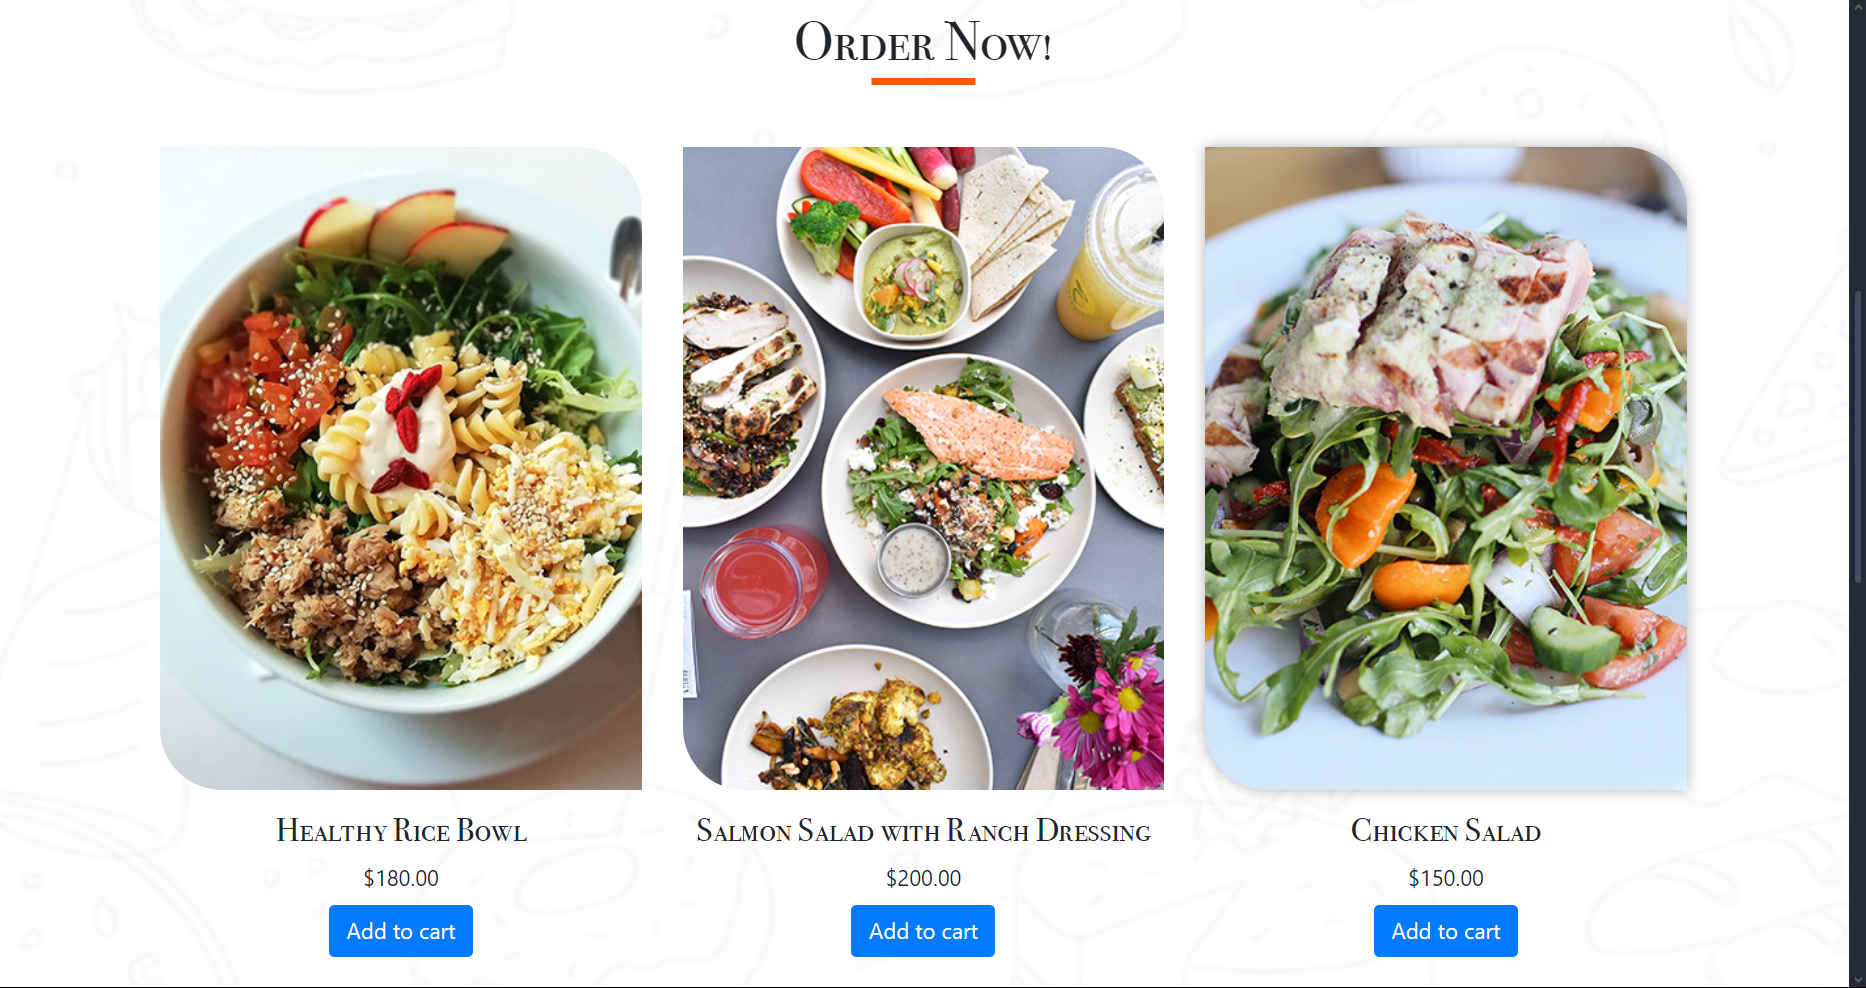 Order Now!
Healthy Rice Bowl
Salmon Salad with Ranch Dressing
Chicken Salad
$180.00
$200.00
$150.00
Add to cart
Add to cart
Add to cart